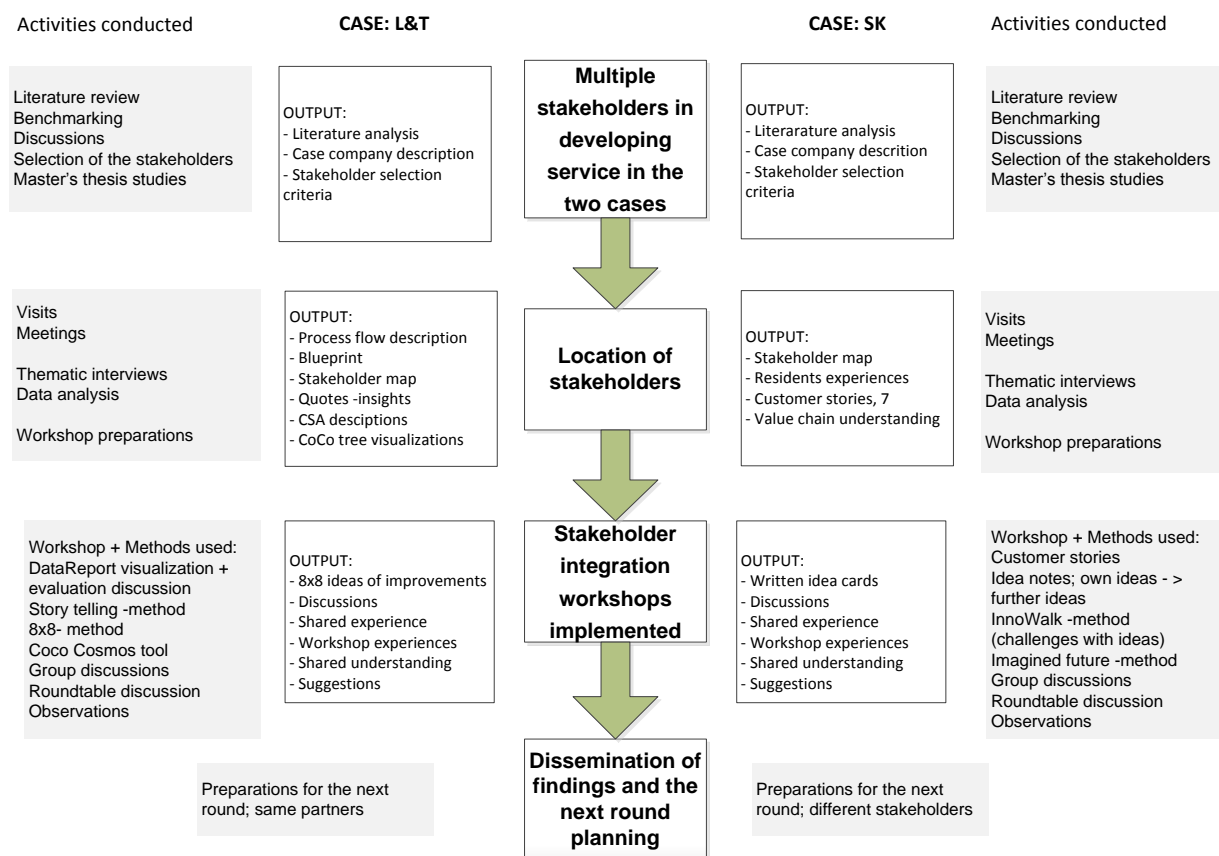 Activities conducted
CASE: L&T
CASE: SK
Activities conducted
Literature review
Benchmarking
Discussions
Selection of the stakeholders
Master's thesis studies
OUTPUT:
- Literature analysis
- Case company description
- Stakeholder selection
criteria
Multiple
stakeholders in
developing
service in the
two cases
OUTPUT:
- Literarature analysis
- Case company descrition
- Stakeholder selection
criteria
Literature review
Benchmarking
Discussions
Selection of the stakeholders
Master's thesis studies
Visits
Meetings
Thematic interviews
Data analysis
Workshop preparations
OUTPUT:
- Process flow description
- Blueprint
- Stakeholder map
- Quotes -insights
- CSA desciptions
- CoCo tree visualizations
Location of
stakeholders
OUTPUT:
- Stakeholder map
- Residents experiences
- Customer stories, 7
- Value chain understanding
Visits
Meetings
Thematic interviews
Data analysis
Workshop preparations
Workshop + Methods used:
DataReport visualization +
evaluation discussion
Story telling -method
8x8- method
Coco Cosmos tool
Group discussions
Roundtable discussion
Observations
OUTPUT:
- 8x8 ideas of improvements
- Discussions
- Shared experience
- Workshop experiences
- Shared understanding
- Suggestions
Stakeholder
integration
workshops
implemented
OUTPUT:
- Written idea cards
- Discussions
- Shared experience
- Workshop experiences
- Shared understanding
- Suggestions
Workshop + Methods used:
Customer stories
Idea notes; own ideas - >
further ideas
InnoWalk -method
(challenges with ideas)
Imagined future -method
Group discussions
Roundtable discussion
Observations
Preparations for the next
round; same partners
Dissemination of
findings and the
next round
planning
Preparations for the next
round; different stakeholders